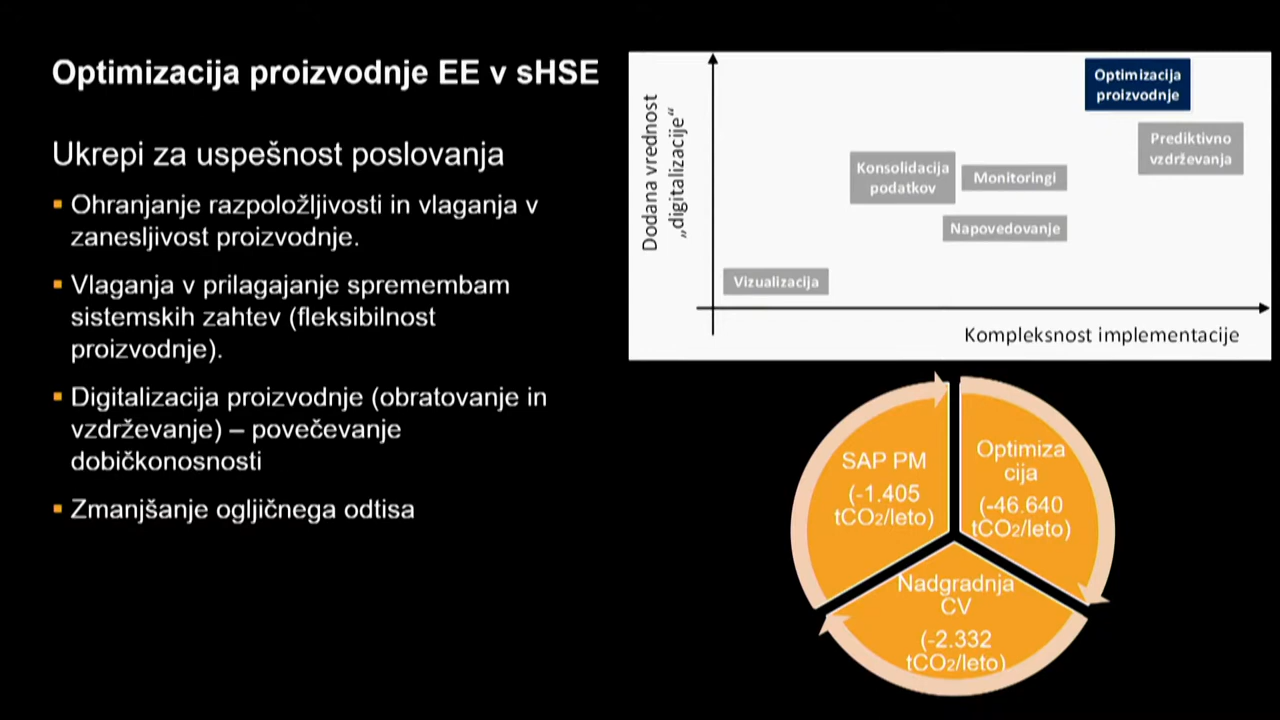 Optimizacija proizvodnje EE v sHSE
Ukrepi za uspešnost poslovanja
Ohranjanje razpoložljivosti in vlaganja v
zanesljivost proizvodnje.
Vlaganja v prilagajanje spremembam
sistemskih zahtev (fleksibilnost
proizvodnje).
Digitalizacija proizvodnje (obratovanje in
vzdrževanje) – povečevanje
dobičkonosnosti
Zmanjšanje ogljičnega odtisa
Dodana vrednost
„digitalizacije“
Optimizacija
proizvodnje
Prediktivno
vzdrževanja
Konsolidacija
podatkov
Monitoringi
Napovedovanje
Vizualizacija
Kompleksnost implementacije
SAP PM
(-1.405
tCO2/leto)
Optimiza
cija
(-46.640
tCO2/leto)
Nadgradnja
CV
(-2.332
tCO2/leto)